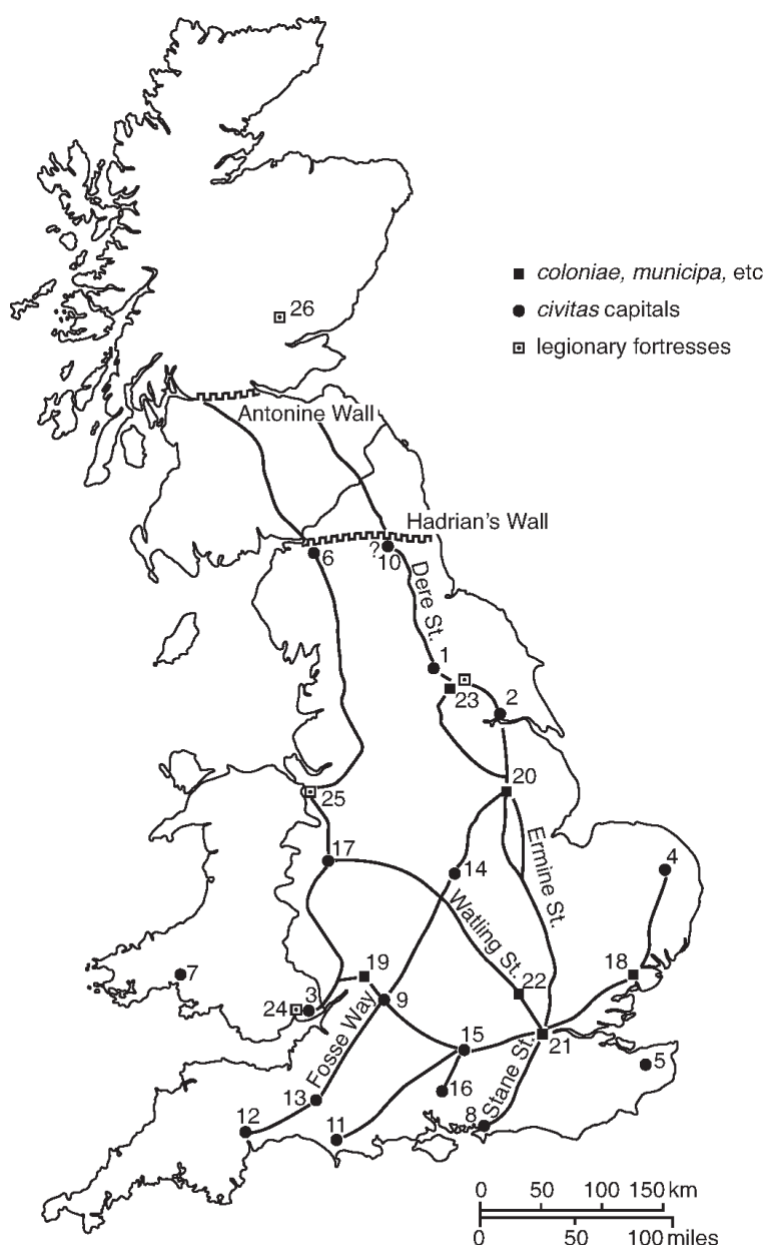 coloniae, municipa, etc
civitas capitals
26
legionary fortresses
Antonine Wall
Hadrian's Wall
?
6
10
Dere St.
1
23
2
20
25
17
14
4
Ermine St.
Watling St.
7
19
18
22
24
3
9
Fosse Way
15
21
5
Stane St.
16
13
8
12
11
0 50 100 150 km
0 50 100 miles